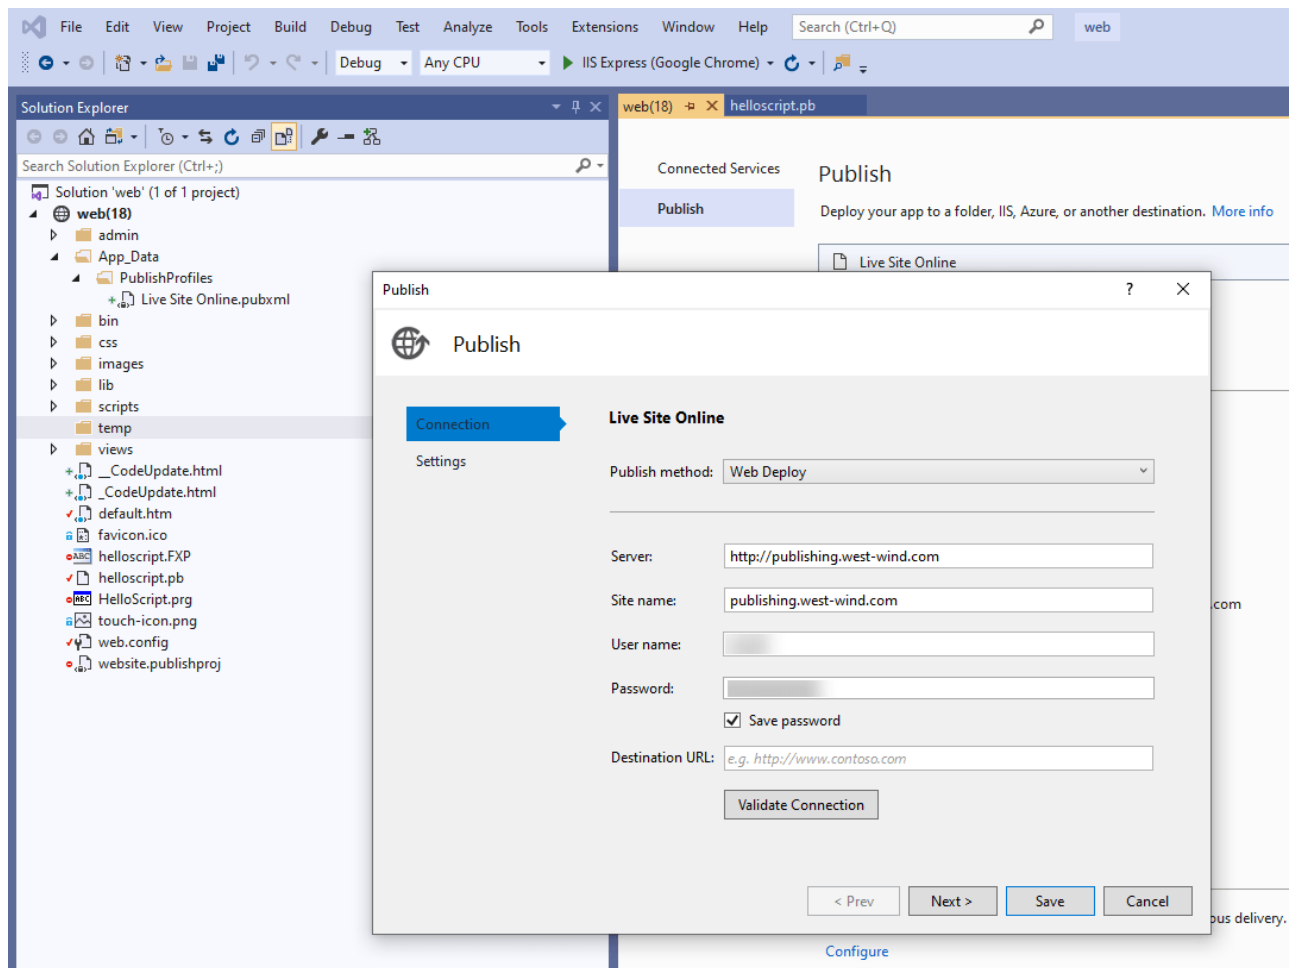 File Edit View Project Build Debug Test Analyze Tools Extensions Window Help Search (Ctrl+Q) web
Debug Any CPU IIS Express (Google Chrome)
Solution Explorer
Search Solution Explorer (Ctrl+;)
Solution 'web' (1 of 1 project)
web(18)
admin
App_Data
PublishProfiles
Live Site Online.pubxml
bin
css
images
lib
scripts
temp
views
__CodeUpdate.html
_CodeUpdate.html
default.htm
favicon.ico
helloscript.FXP
helloscript.pb
HelloScript.prg
touch-icon.png
web.config
website.publishproj
web(18) helloscript.pb
Connected Services
Publish
Publish
Deploy your app to a folder, IIS, Azure, or another destination. More info
Live Site Online
Publish ?
Publish
Connection
Settings
Live Site Online
Publish method: Web Deploy
Server: http://publishing.west-wind.com
Site name: publishing.west-wind.com
User name:
Password:
Save password
Destination URL: e.g. http://www.contoso.com
Validate Connection
< Prev Next > Save Cancel
.com
ous delivery.
Configure